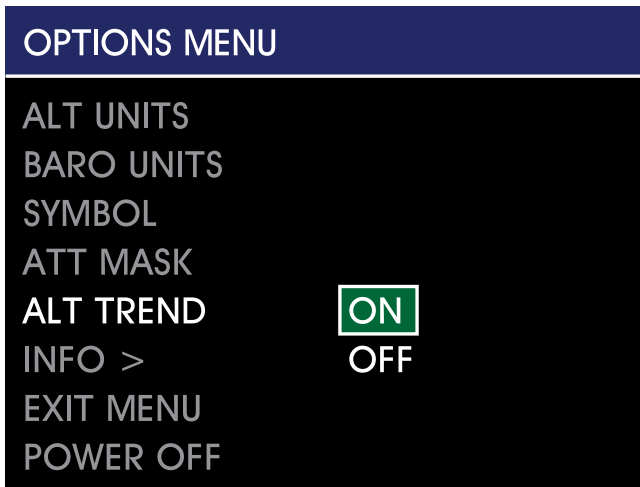 OPTIONS MENU
ALT UNITS
BARO UNITS
SYMBOL
ATT MASK
ALT TREND ON
INFO > OFF
EXIT MENU
POWER OFF